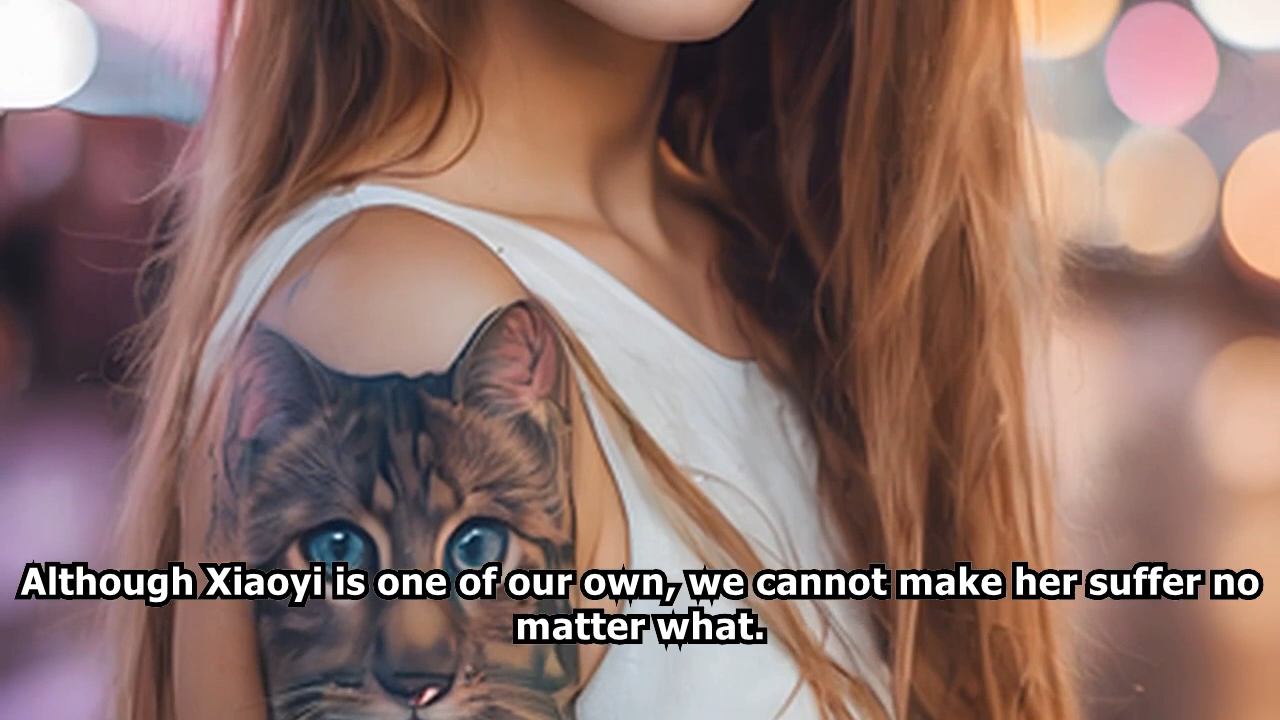 Although Xiaoyi is one of our own, we cannot make her suffer no
matter what.